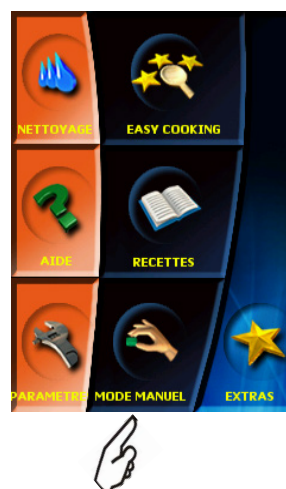 NETTOYAGE
EASY COOKING
AIDE
RECETTES
PARAMETRE
MODE MANUEL
EXTRAS